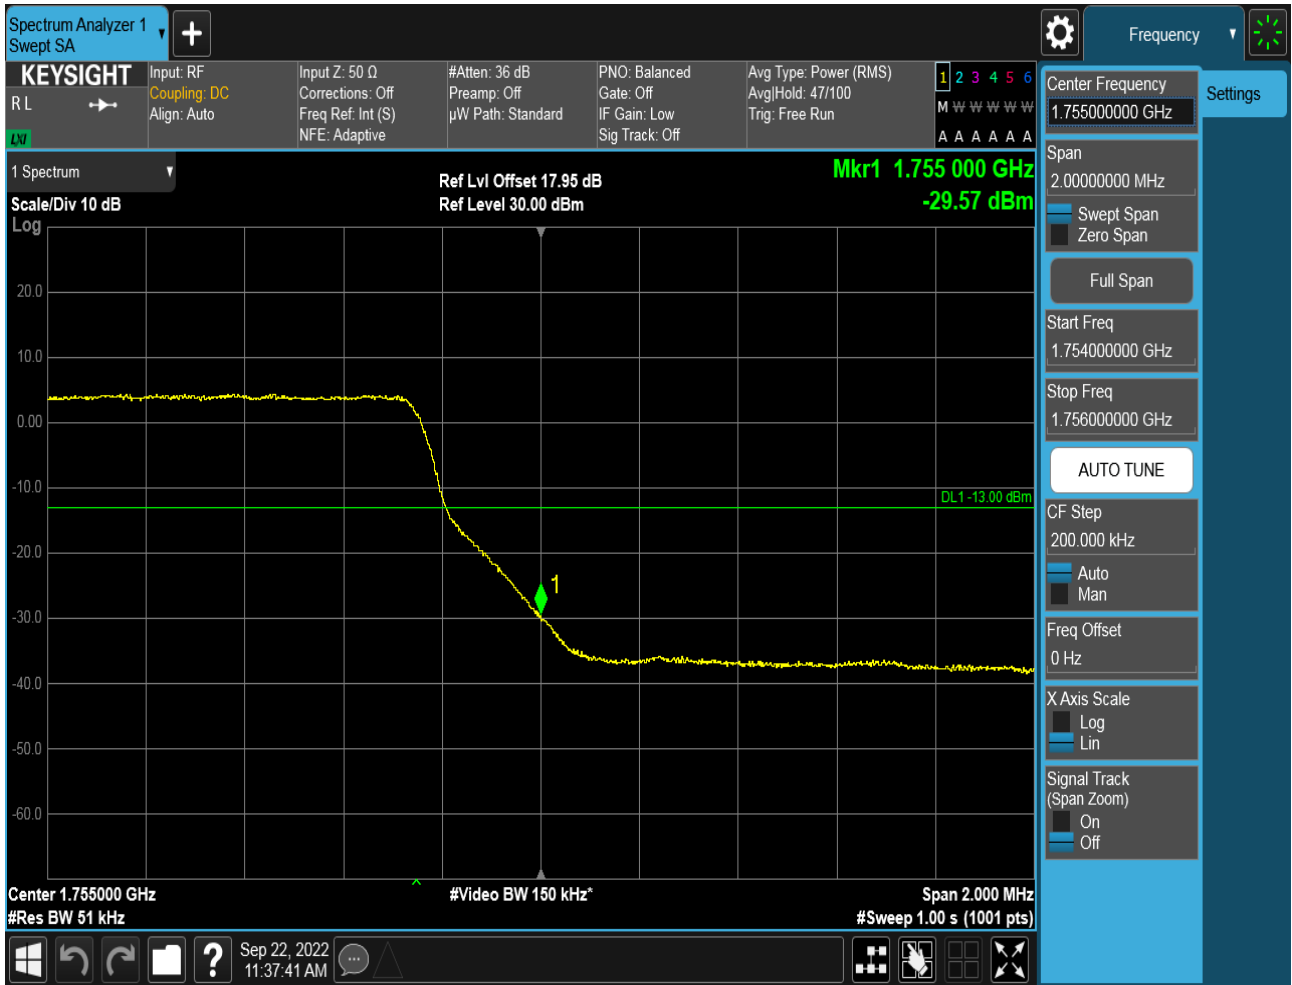 Spectrum Analyzer 1
Swept SA
Frequency
KEYSIGHT
R L
LXI
Input: RF
Coupling: DC
Align: Auto
Input Z: 50 Ω
Corrections: Off
Freq Ref: Int (S)
NFE: Adaptive
#Atten: 36 dB
Preamp: Off
µW Path: Standard
PNO: Balanced
Gate: Off
IF Gain: Low
Sig Track: Off
Avg Type: Power (RMS)
Avg|Hold: 47/100
Trig: Free Run
1 2 3 4 5 6
M W W W W W
A A A A A A
1 Spectrum
Scale/Div 10 dB
Log
Ref Lvl Offset 17.95 dB
Ref Level 30.00 dBm
Mkr1 1.755 000 GHz
-29.57 dBm
20.0
10.0
0.00
-10.0
-20.0
-30.0
-40.0
-50.0
-60.0
DL1 -13.00 dBm
1
Center 1.755000 GHz
#Res BW 51 kHz
#Video BW 150 kHz*
Span 2.000 MHz
#Sweep 1.00 s (1001 pts)
Center Frequency
1.755000000 GHz
Settings
Span
2.00000000 MHz
Swept Span
Zero Span
Full Span
Start Freq
1.754000000 GHz
Stop Freq
1.756000000 GHz
AUTO TUNE
CF Step
200.000 kHz
Auto
Man
Freq Offset
0 Hz
X Axis Scale
Log
Lin
Signal Track
(Span Zoom)
On
Off
?
Sep 22, 2022
11:37:41 AM